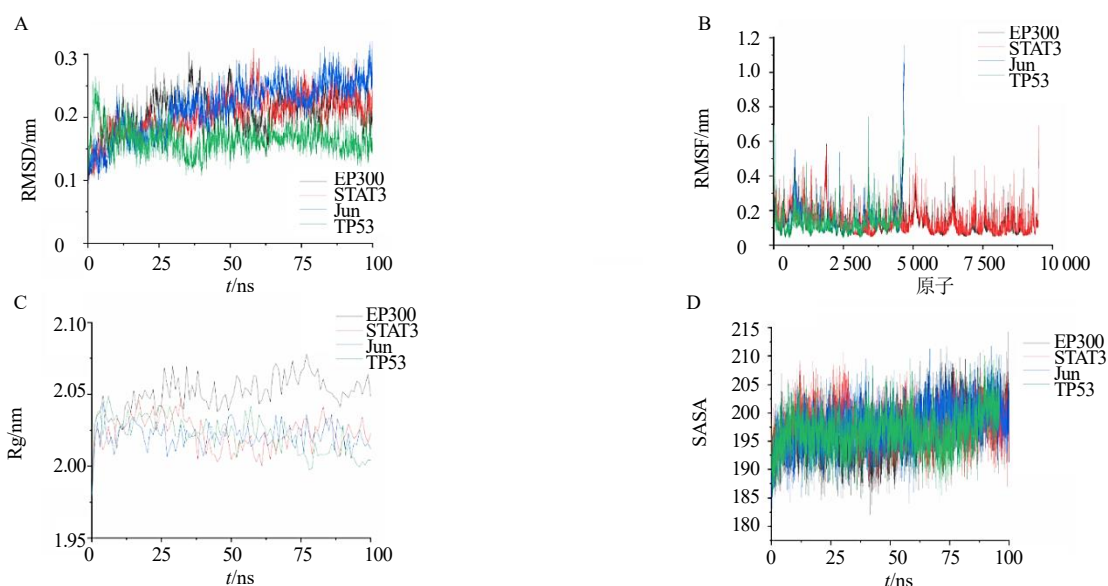 A
0.3
0.2
0.1
0
RMSD/nm
EP300
STAT3
Jun
TP53
0
25
50
75
100
t/ns
B
1.2
1.0
0.8
0.6
0.4
0.2
0
RMSF/nm
EP300
STAT3
Jun
TP53
0
2 500
5 000
7 500
10 000
原子
C
2.10
2.05
2.00
1.95
Rg/nm
EP300
STAT3
Jun
TP53
0
25
50
75
100
t/ns
D
215
210
205
200
195
190
185
180
SASA
EP300
STAT3
Jun
TP53
0
25
50
75
100
t/ns